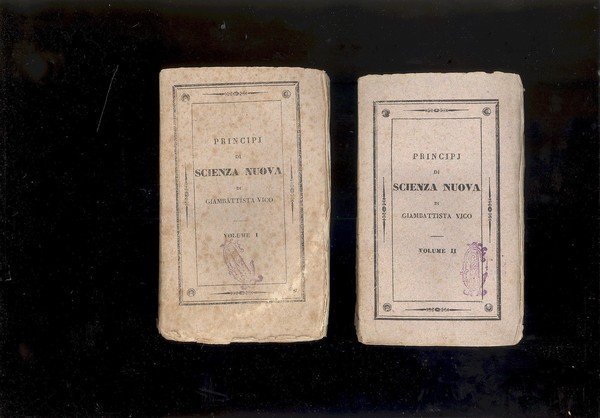 PRINCIPJ
DI
SCIENZA NUOVA
DI
GIAMBATTISTA VICO
VOLUME I
PRINCIPJ
DI
SCIENZA NUOVA
DI
GIAMBATTISTA VICO
VOLUME II